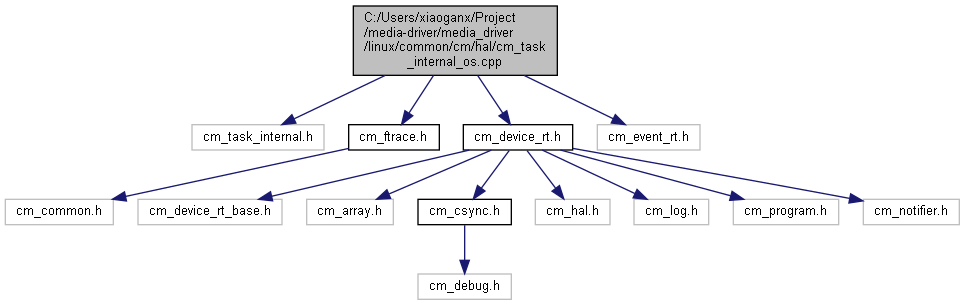 C:/Users/xiaoganx/Project
/media-driver/media_driver
/linux/common/cm/hal/cm_task
_internal_os.cpp
cm_task_internal.h
cm_ftrace.h
cm_device_rt.h
cm_event_rt.h
cm_common.h
cm_device_rt_base.h
cm_array.h
cm_csync.h
cm_hal.h
cm_log.h
cm_program.h
cm_notifier.h
cm_debug.h